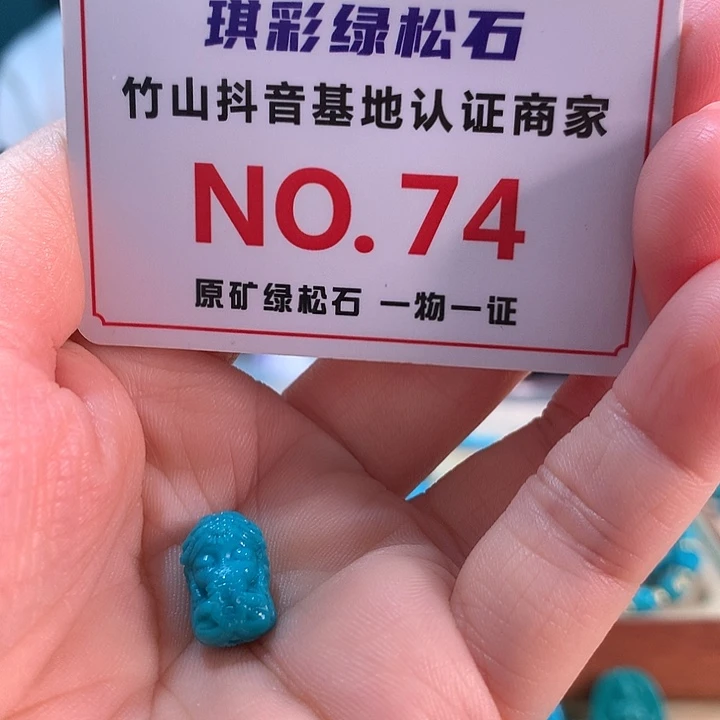 琪彩绿松石
竹山抖音基地认证商家
NO. 74
原矿绿松石 一物一证